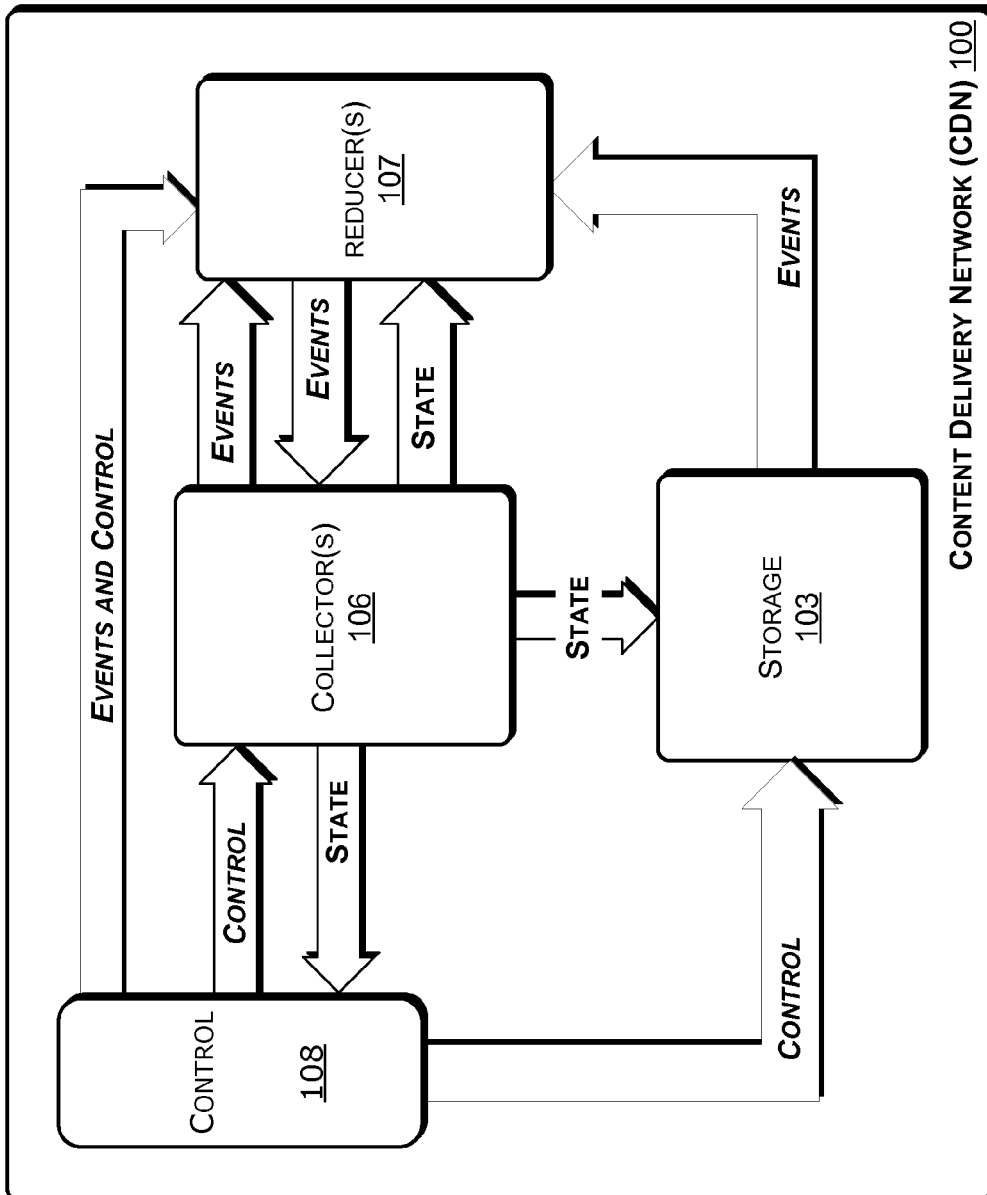 EVENTS AND CONTROL
CONTROL
108
CONTROL
STATE
COLLECTOR(S)
106
EVENTS
EVENTS
STATE
REDUCER(S)
107
STATE
STORAGE
103
CONTROL
EVENTS
CONTENT DELIVERY NETWORK (CDN) 100